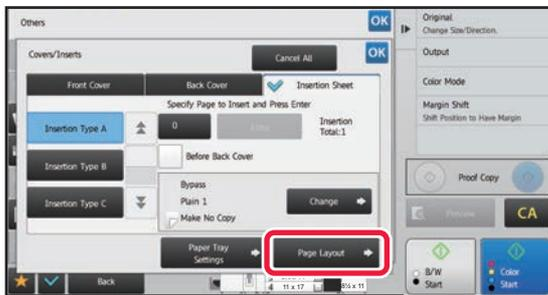 Others
OK
Covers/Inserts
Cancel All
OK
Front Cover
Back Cover
Insertion Sheet
Specify Page to Insert and Press Enter
Insertion Type A
0
Enter
Insertion
Total:1
Insertion Type B
Before Back Cover
Insertion Type C
Bypass
Plain 1
Make No Copy
Change
Paper Tray
Settings
Page Layout
Back
4
11 x 17
8½ x 11
Original
Change Size/Direction.
Output
Color Mode
Margin Shift
Shift Position to Have Margin
Proof Copy
Preview
CA
B/W
Start
Color
Start